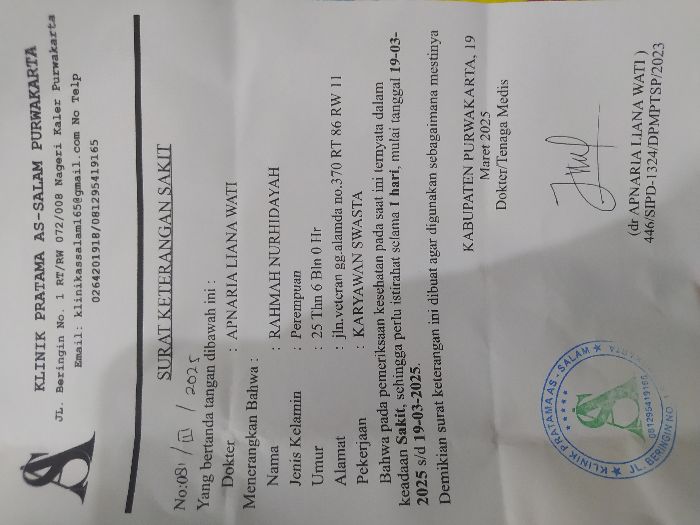 KLINIK PRATAMA AS-SALAM PURWAKARTA
JL. Beringin No. 1 RT/RW 072/008 Nageri Kaler Purwakarta
Email: klinikassalam165@gmail.com No Telp
0264201918/081295419165
SURAT KETERANGAN SAKIT
No:081 / III / 2025
Yang bertanda tangan dibawah ini :
Dokter : APNARIA LIANA WATI
Menerangkan Bahwa :
Nama : RAHMAH NURHIDAYAH
Jenis Kelamin : Perempuan
Umur : 25 Thn 6 Bln 0 Hr
Alamat : jln.veteran gg.alamda no.370 RT 86 RW 11
Pekerjaan : KARYAWAN SWASTA
Bahwa pada pemeriksaan kesehatan pada saat ini ternyata dalam
keadaan Sakit, sehingga perlu istirahat selama 1 hari, mulai tanggal 19-03-
2025 s/d 19-03-2025.
Demikian surat keterangan ini dibuat agar digunakan sebagaimana mestinya
KABUPATEN PURWAKARTA, 19
Maret 2025
Dokter/Tenaga Medis
(dr APNARIA LIANA WATI )
446/SIPD-1324/DPMPTSP/2023
KLINIK PRATAMA AS - SALAM
081295419165
JL. BERINGIN NO. 1